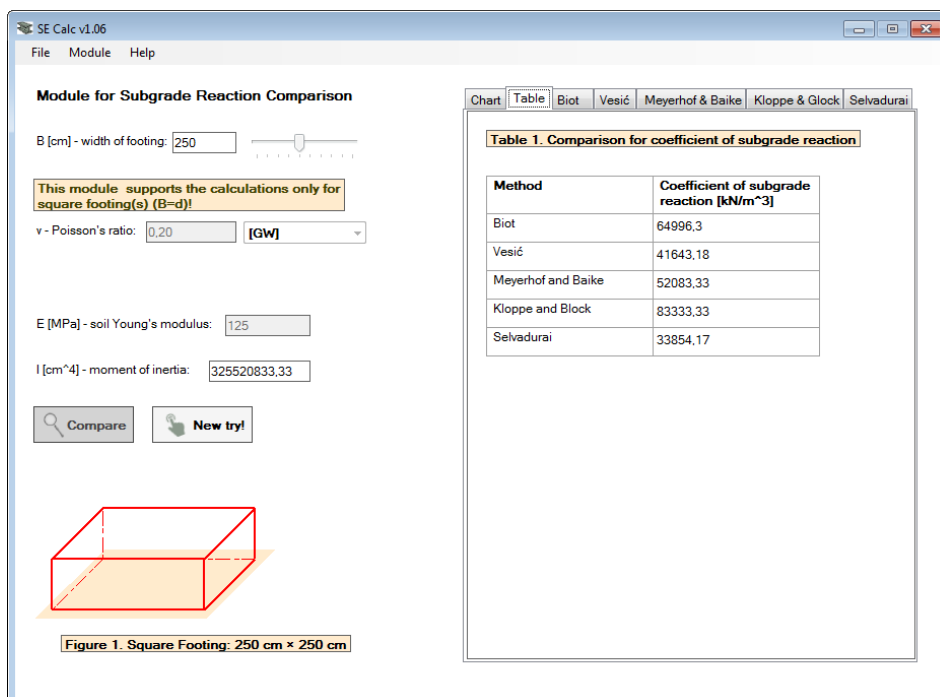 SE Calc v1.06
File Module Help
Module for Subgrade Reaction Comparison
B [cm] - width of footing: 250
This module supports the calculations only for
square footing(s) (B=d)!
v - Poisson's ratio: 0,20 [GW]
E [MPa] - soil Young's modulus: 125
I [cm^4] - moment of inertia: 325520833,33
Compare New try!
Figure 1. Square Footing: 250 cm × 250 cm
Chart Table Biot Vesić Meyerhof & Baike Kloppe & Glock Selvadurai
Table 1. Comparison for coefficient of subgrade reaction
Method Coefficient of subgrade
reaction [kN/m^3]
Biot 64996,3
Vesić 41643,18
Meyerhof and Baike 52083,33
Kloppe and Block 83333,33
Selvadurai 33854,17